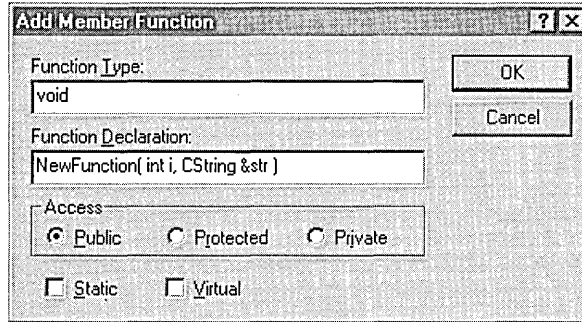 Add Member Function
Function Type:
OK
void
Cancel
Function Declaration:
NewFunction( int i, CString &str )
Access
Public Protected Private
Static Virtual